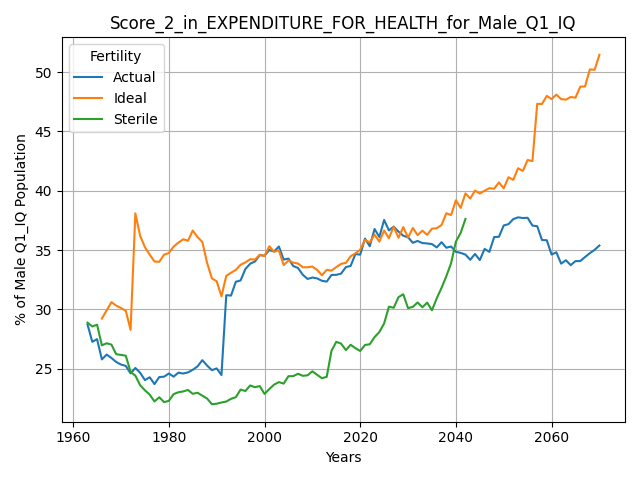 Score_2_in_EXPENDITURE_FOR_HEALTH_for_Male_Q1_IQ
Fertility
Actual
Ideal
Sterile
% of Male Q1_IQ Population
50
45
40
35
30
25
1960
1980
2000
2020
2040
2060
Years